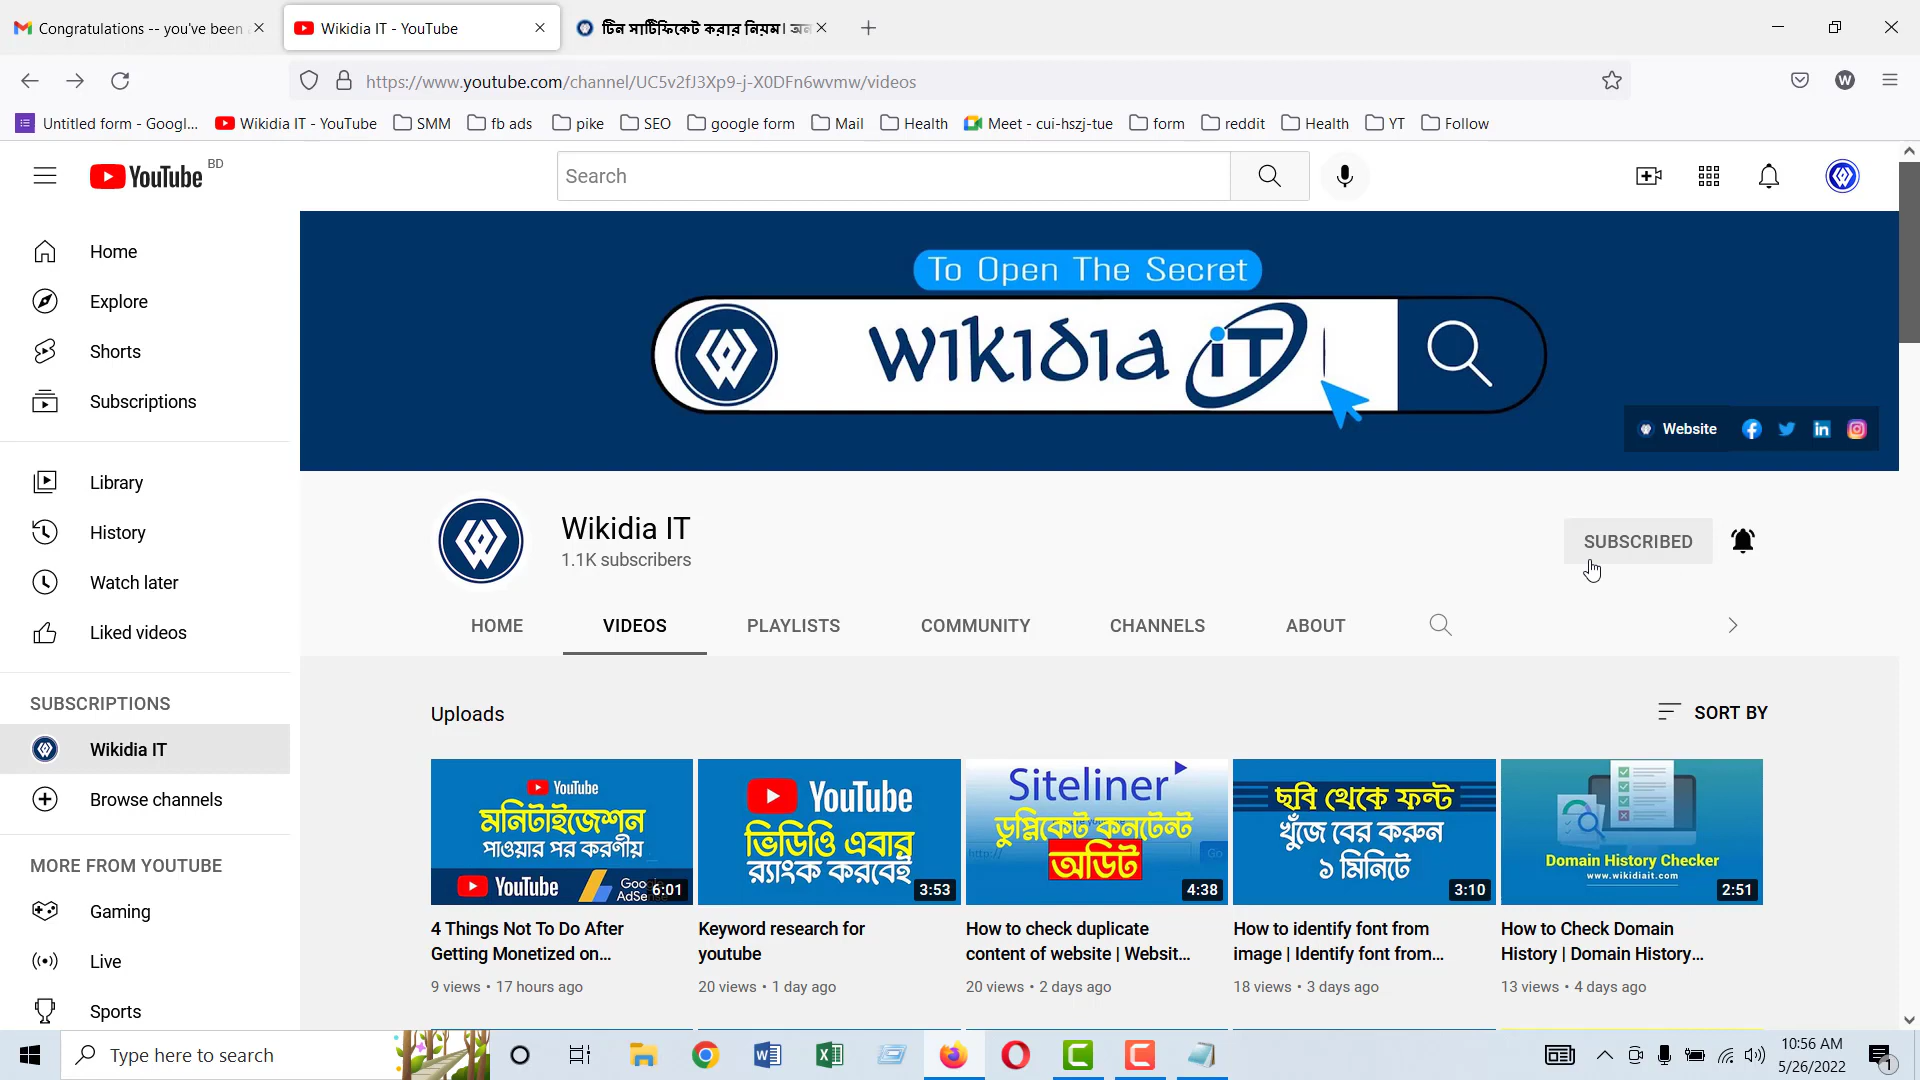 Congratulations -- you've been
Wikidia IT - YouTube
টিন সার্টিফিকেট করার নিয়ম। অন
https://www.youtube.com/channel/UC5v2fJ3Xp9-j-X0DFn6wvmw/videos
W
Untitled form - Googl...
Wikidia IT - YouTube
SMM
fb ads
pike
SEO
google form
Mail
Health
Meet - cui-hszj-tue
form
reddit
Health
YT
Follow
YouTube BD
Search
Home
Explore
Shorts
Subscriptions
Library
History
Watch later
Liked videos
SUBSCRIPTIONS
Wikidia IT
Browse channels
MORE FROM YOUTUBE
Gaming
Live
Sports
To Open The Secret
wikidia iT
Website
Wikidia IT
1.1K subscribers
SUBSCRIBED
HOME
VIDEOS
PLAYLISTS
COMMUNITY
CHANNELS
ABOUT
Uploads
SORT BY
YouTube
মনিটাইজেশন
পাওয়ার পর করণীয়
YouTube
6:01
4 Things Not To Do After
Getting Monetized on...
9 views • 17 hours ago
YouTube
ভিডিও এবার
র‍্যাংক করবেই
3:53
Keyword research for
youtube
20 views • 1 day ago
Siteliner
ডুপ্লিকেট কনটেন্ট
অডিট
4:38
How to check duplicate
content of website | Websit...
20 views • 2 days ago
ছবি থেকে ফন্ট
খুঁজে বের করুন
১ মিনিটে
3:10
How to identify font from
image | Identify font from...
18 views • 3 days ago
Domain History Checker
www.wikidiait.com
2:51
How to Check Domain
History | Domain History...
13 views • 4 days ago
Type here to search
10:56 AM
5/26/2022
1